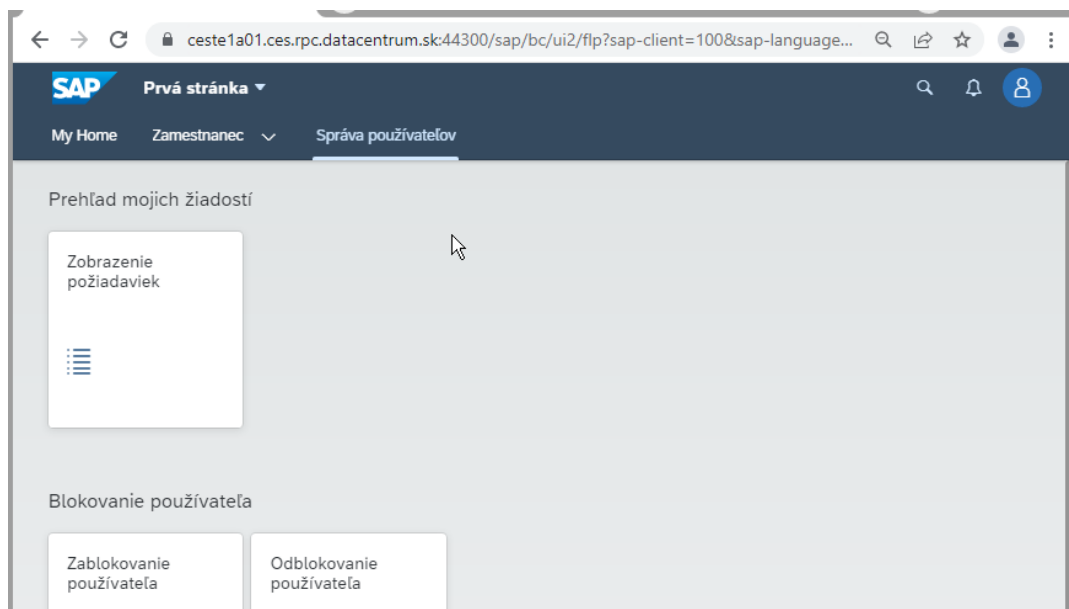 ceste1a01.ces.rpc.datacentrum.sk:44300/sap/bc/ui2/flp?sap-client=100&sap-language...
SAP Prvá stránka
My Home Zamestnanec Správa používateľov
Prehľad mojich žiadostí
Zobrazenie
požiadaviek
Blokovanie používateľa
Zablokovanie
používateľa
Odblokovanie
používateľa